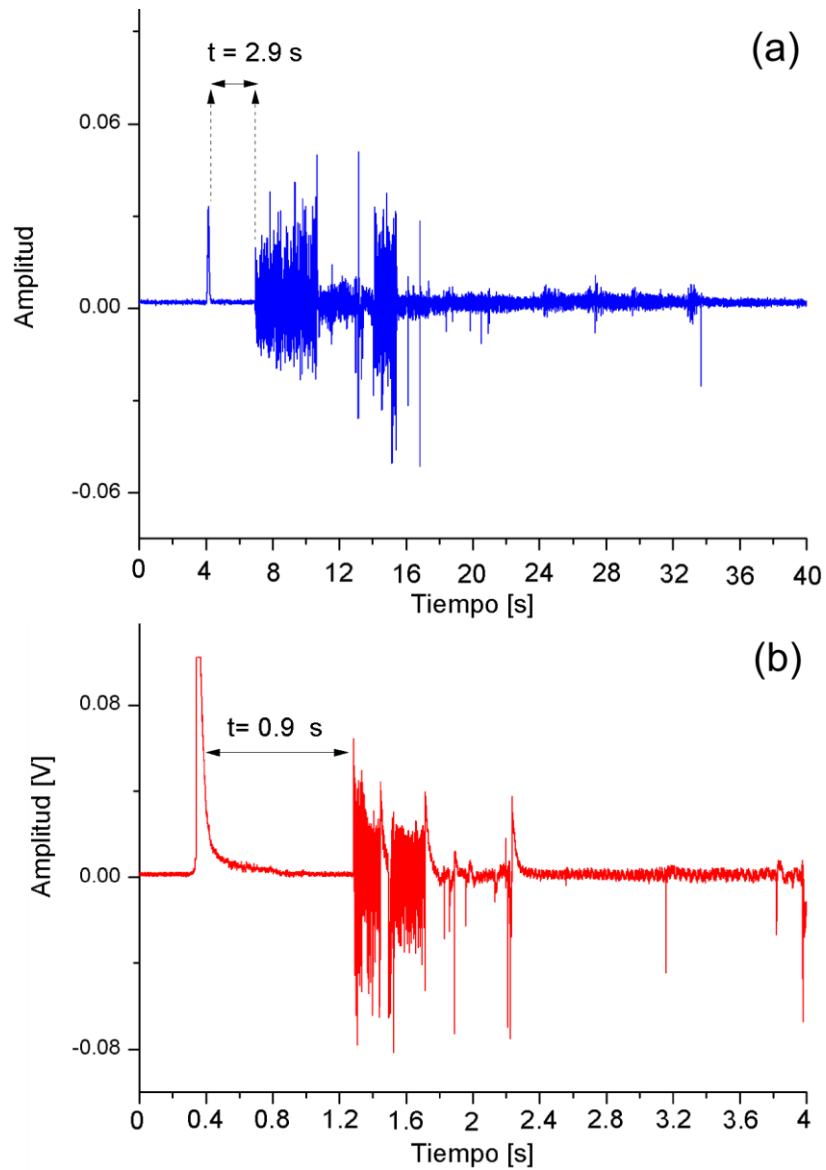 (a)
t = 2.9 s
0.06
0.00
-0.06
Amplitud
0 4 8 12 16 20 24 28 32 36 40
Tiempo [s]
(b)
0.08
t= 0.9 s
0.00
-0.08
Amplitud [V]
0 0.4 0.8 1.2 1.6 2 2.4 2.8 3.2 3.6 4
Tiempo [s]